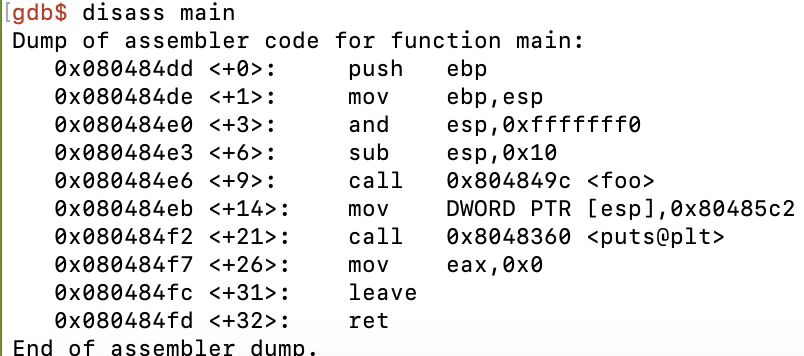 [gdb$ disass main
Dump of assembler code for function main:
0x080484dd <+0>: push ebp
0x080484de <+1>: mov ebp,esp
0x080484e0 <+3>: and esp,0xfffffff0
0x080484e3 <+6>: sub esp,0x10
0x080484e6 <+9>: call 0x804849c <foo>
0x080484eb <+14>: mov DWORD PTR [esp],0x80485c2
0x080484f2 <+21>: call 0x8048360 <puts@plt>
0x080484f7 <+26>: mov eax,0x0
0x080484fc <+31>: leave
0x080484fd <+32>: ret
End of assembler dump.